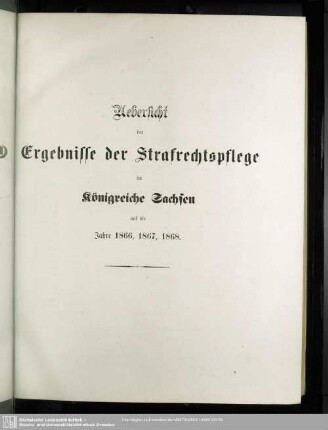 Uebersicht
der
Ergebnisse der Strafrechtspflege
im
Königreiche Sachsen
auf die
Jahre 1866, 1867, 1868.